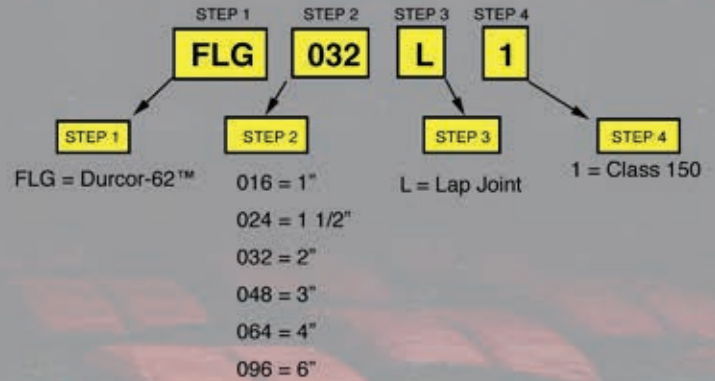 STEP 1 STEP 2 STEP 3 STEP 4
FLG 032 L 1
STEP 1 STEP 2 STEP 3 STEP 4
FLG = Durcor-62™
016 = 1”
024 = 1 1/2”
032 = 2”
048 = 3”
064 = 4”
096 = 6”
L = Lap Joint
1 = Class 150